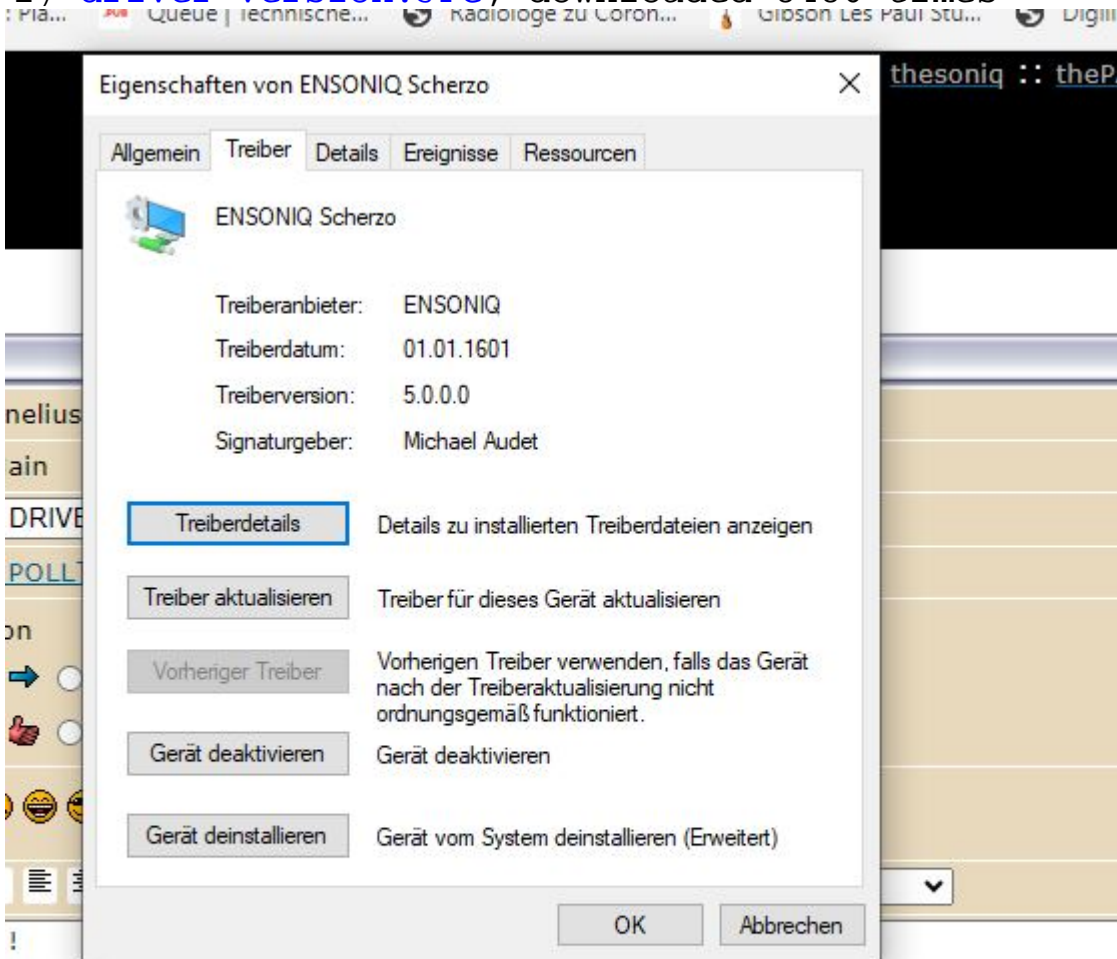 Queue | Technische... Radiologe zu Coron... Gibson Les Paul Stu...
Eigenschaften von ENSONIQ Scherzo
thesoniq :: theP
Allgemein Treiber Details Ereignisse Ressourcen
ENSONIQ Scherzo
Treiberanbieter: ENSONIQ
Treiberdatum: 01.01.1601
Treiberversion: 5.0.0.0
nelius
Signaturgeber: Michael Audet
ain
DRIVE
Treiberdetails Details zu installierten Treiberdateien anzeigen
POLL
Treiber aktualisieren Treiber für dieses Gerät aktualisieren
on
Vorheriger Treiber Vorherigen Treiber verwenden, falls das Gerät
nach der Treiberaktualisierung nicht
ordnungsgemäß funktioniert.
Gerät deaktivieren Gerät deaktivieren
Gerät deinstallieren Gerät vom System deinstallieren (Erweitert)
OK Abbrechen
!